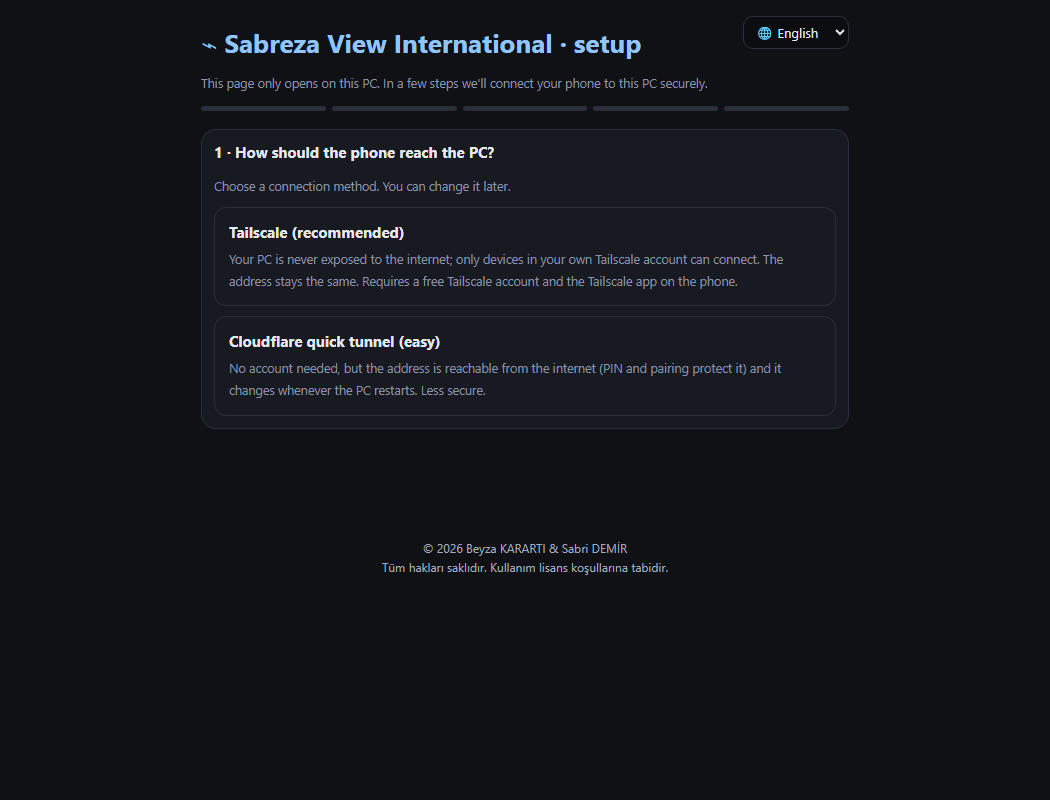 Sabreza View International · setup
English
This page only opens on this PC. In a few steps we'll connect your phone to this PC securely.
1 · How should the phone reach the PC?
Choose a connection method. You can change it later.
Tailscale (recommended)
Your PC is never exposed to the internet; only devices in your own Tailscale account can connect. The
address stays the same. Requires a free Tailscale account and the Tailscale app on the phone.
Cloudflare quick tunnel (easy)
No account needed, but the address is reachable from the internet (PIN and pairing protect it) and it
changes whenever the PC restarts. Less secure.
© 2026 Beyza KARARTI & Sabri DEMİR
Tüm hakları saklıdır. Kullanım lisans koşullarına tabidir.